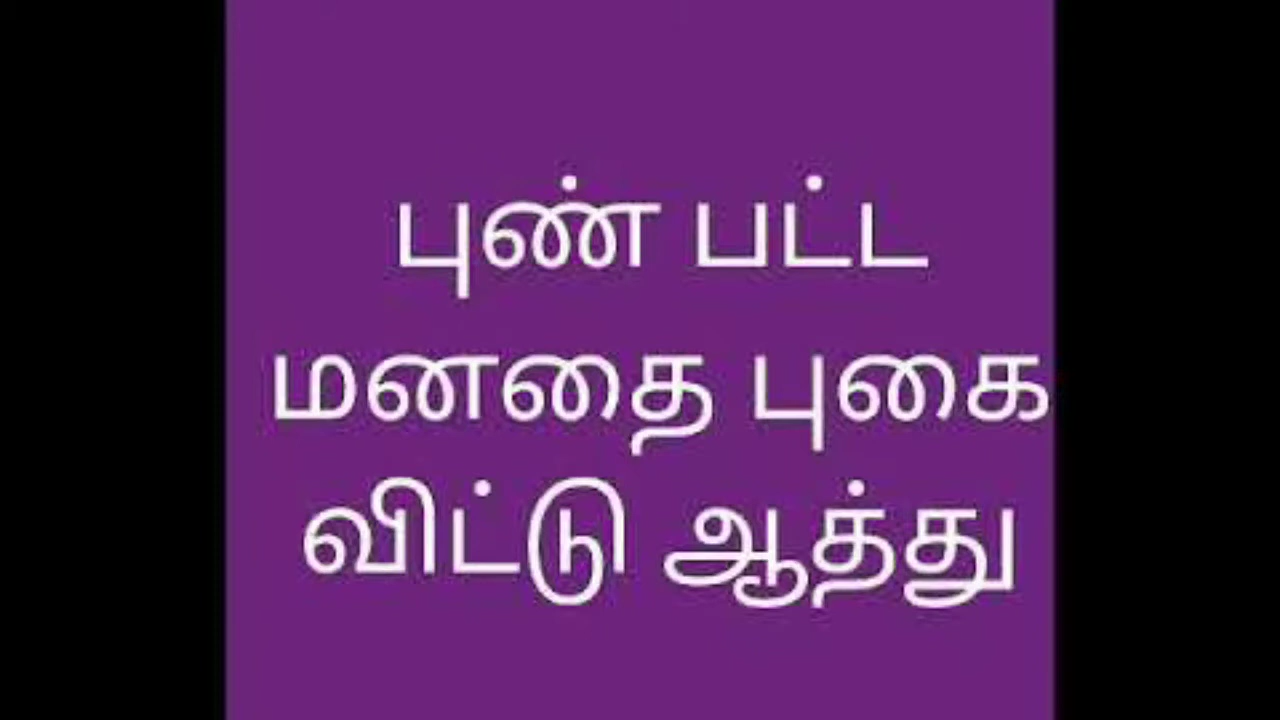 புண் பட்ட
மனதை புகை
விட்டு ஆத்து